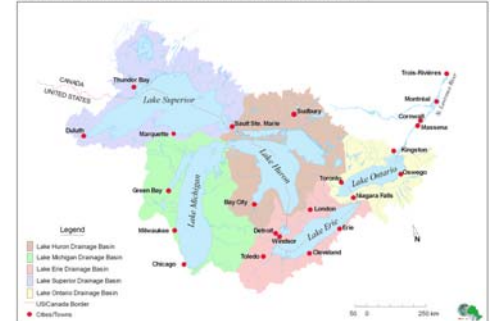 CANADA
UNITED STATES
Thunder Bay
Lake Superior
Duluth
Marquette
Sault Ste. Marie
Sudbury
Trois-Rivières
Montréal
St. Lawrence River
Cornwall
Massena
Kingston
Oswego
Lake Ontario
Toronto
Niagara Falls
Lake Huron
Lake Michigan
Green Bay
Bay City
London
Milwaukee
Detroit
Windsor
Lake Erie
Erie
Chicago
Toledo
Cleveland
N
Legend
Lake Huron Drainage Basin
Lake Michigan Drainage Basin
Lake Erie Drainage Basin
Lake Superior Drainage Basin
Lake Ontario Drainage Basin
US/Canada Border
Cities/Towns
50 0 250 km